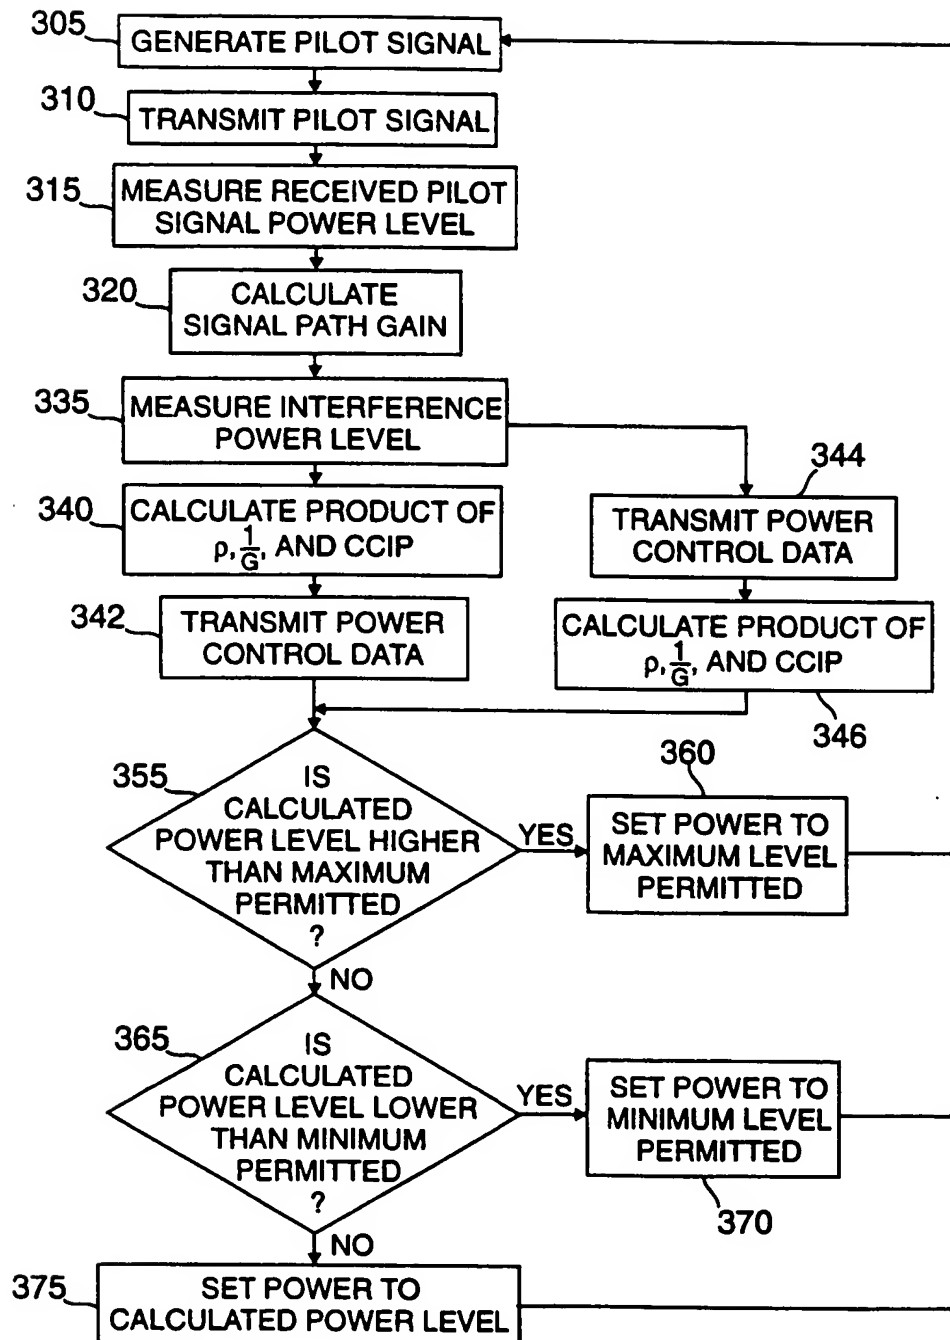 305
GENERATE PILOT SIGNAL
310
TRANSMIT PILOT SIGNAL
315
MEASURE RECEIVED PILOT
SIGNAL POWER LEVEL
320
CALCULATE
SIGNAL PATH GAIN
335
MEASURE INTERFERENCE
POWER LEVEL
340
CALCULATE PRODUCT OF
ρ, 1/G, AND CCIP
342
TRANSMIT POWER
CONTROL DATA
344
TRANSMIT POWER
CONTROL DATA
CALCULATE PRODUCT OF
ρ, 1/G, AND CCIP
346
355
IS
CALCULATED
POWER LEVEL HIGHER
THAN MAXIMUM
PERMITTED
?
YES
360
SET POWER TO
MAXIMUM LEVEL
PERMITTED
NO
365
IS
CALCULATED
POWER LEVEL LOWER
THAN MINIMUM
PERMITTED
?
YES
SET POWER TO
MINIMUM LEVEL
PERMITTED
370
NO
375
SET POWER TO
CALCULATED POWER LEVEL